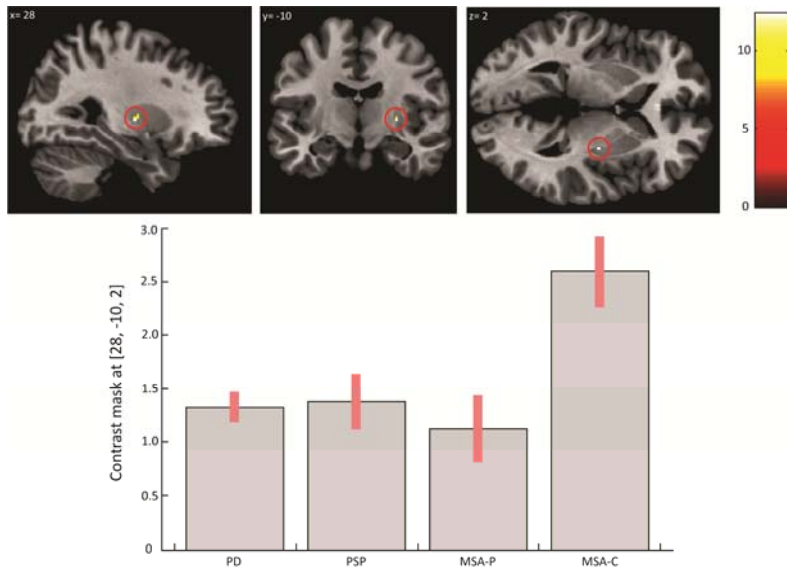 x= 28
y= -10
z= 2
10
5
0
Contrast mask at [28, -10, 2]
3.0
2.5
2.0
1.5
1.0
0.5
0
PD
PSP
MSA-P
MSA-C